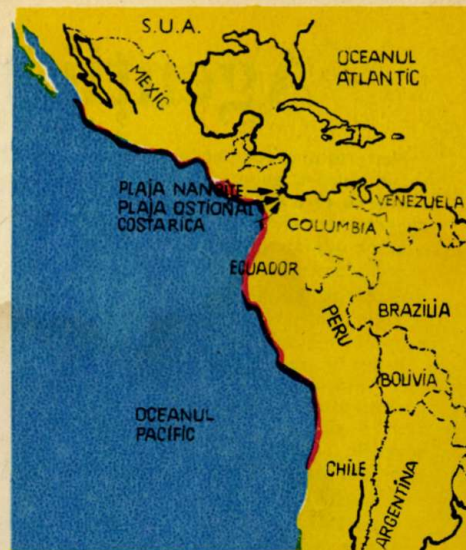 S.U.A.
OCEANUL
ATLANTIC
MEXIC
PLAJA NANCITE
PLAJA OSTIONAL
COSTARICA
VENEZUELA
COLUMBIA
ECUADOR
PERU
BRAZILIA
BOLIVIA
OCEANUL
PACIFIC
CHILE
ARGENTINA